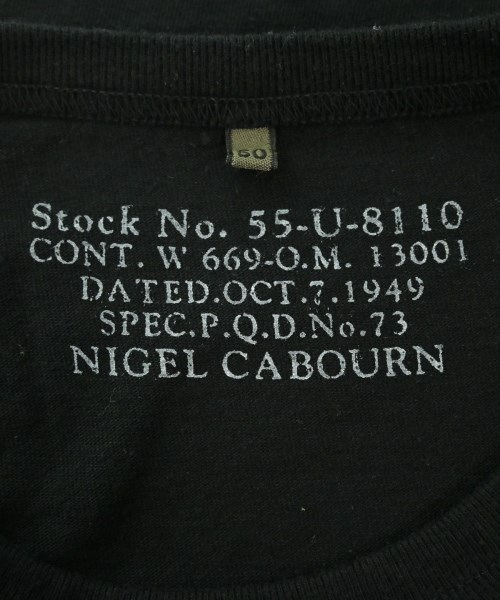 50
Stock No. 55-U-8110
CONT. W 669-O.M. 13001
DATED.OCT.7.1949
SPEC.P.Q.D.No.73
NIGEL CABOURN